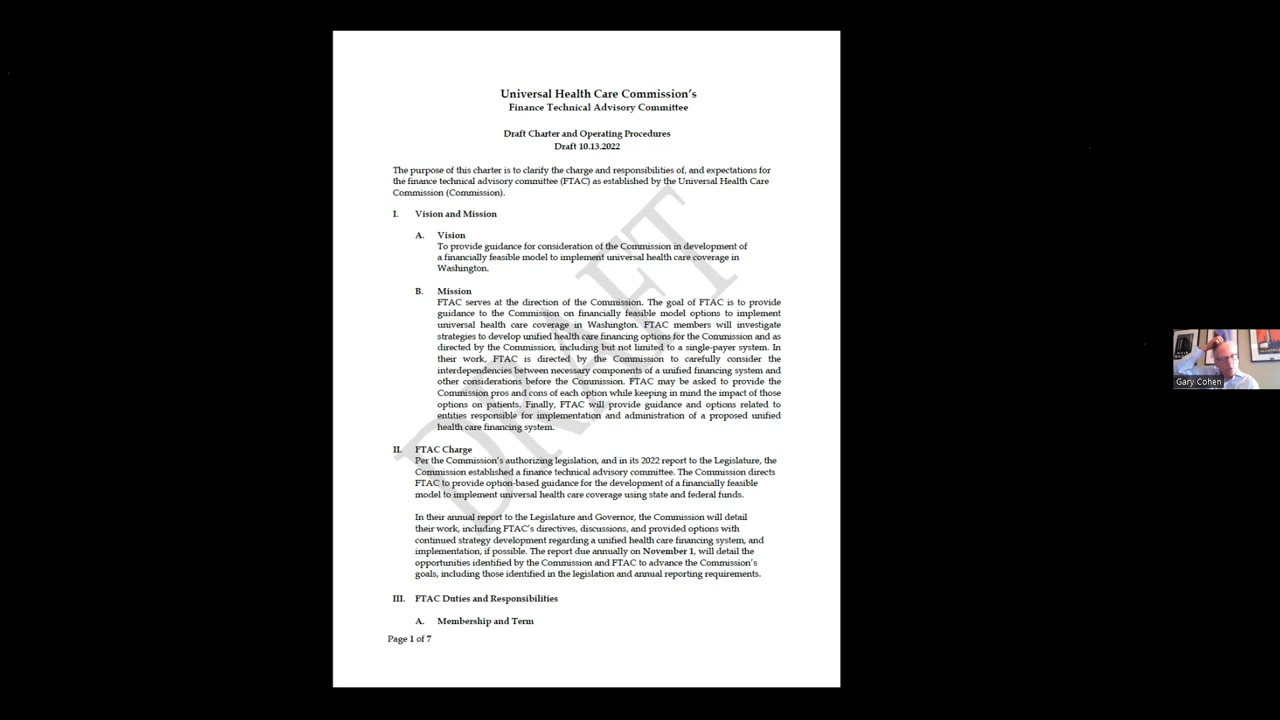 Universal Health Care Commission's
Finance Technical Advisory Committee
Draft Charter and Operating Procedures
Draft 10.13.2022
The purpose of this charter is to clarify the charge and responsibilities of, and expectations for
the finance technical advisory committee (FTAC) as established by the Universal Health Care
Commission (Commission).
I. Vision and Mission
A. Vision
To provide guidance for consideration of the Commission in development of
a financially feasible model to implement universal health care coverage in
Washington.
B. Mission
FTAC serves at the direction of the Commission. The goal of FTAC is to provide
guidance to the Commission on financially feasible model options to implement
universal health care coverage in Washington. FTAC members will investigate
strategies to develop unified health care financing options for the Commission and as
directed by the Commission, including but not limited to a single-payer system. In
their work, FTAC is directed by the Commission to carefully consider the
interdependencies between necessary components of a unified financing system and
other considerations before the Commission. FTAC may be asked to provide the
Commission pros and cons of each option while keeping in mind the impact of those
options on patients. Finally, FTAC will provide guidance and options related to
entities responsible for implementation and administration of a proposed unified
health care financing system.
II. FTAC Charge
Per the Commission's authorizing legislation, and in its 2022 report to the Legislature, the
Commission established a finance technical advisory committee. The Commission directs
FTAC to provide option-based guidance for the development of a financially feasible
model to implement universal health care coverage using state and federal funds.
In their annual report to the Legislature and Governor, the Commission will detail
their work, including FTAC's directives, discussions, and provided options with
continued strategy development regarding a unified health care financing system, and
implementation, if possible. The report due annually on November 1, will detail the
opportunities identified by the Commission and FTAC to advance the Commission's
goals, including those identified in the legislation and annual reporting requirements.
III. FTAC Duties and Responsibilities
A. Membership and Term
Page 1 of 7
DRAFT
Gary Cohen